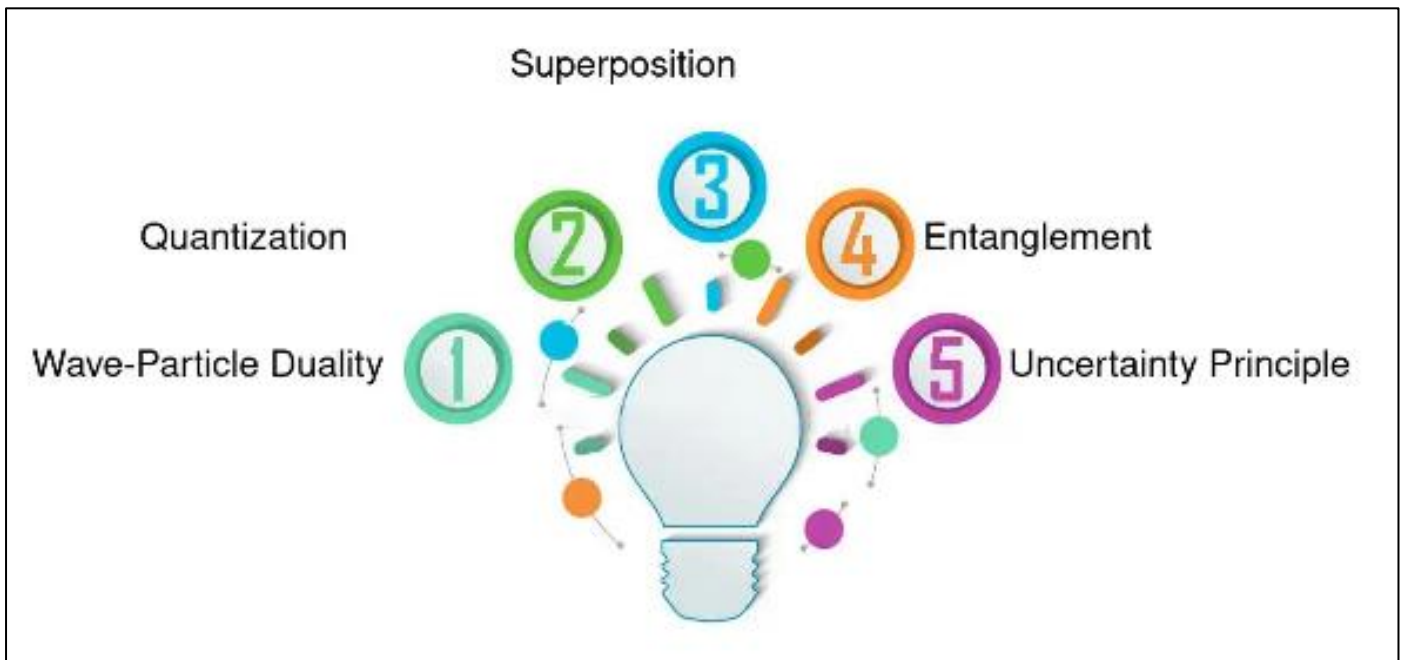 Superposition
3
Quantization
2
4
Entanglement
Wave-Particle Duality
1
5
Uncertainty Principle